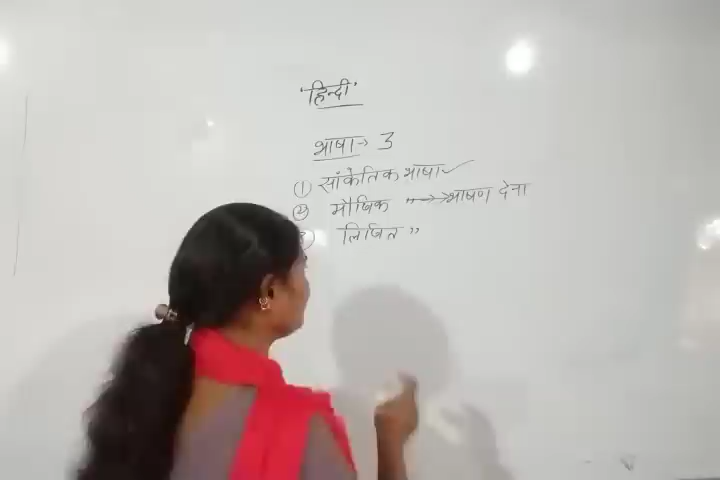 'हिन्दी'
भाषा → 3
① सांकेतिक भाषा ✓
② मौखिक " →→ भाषण देना
लिखित "